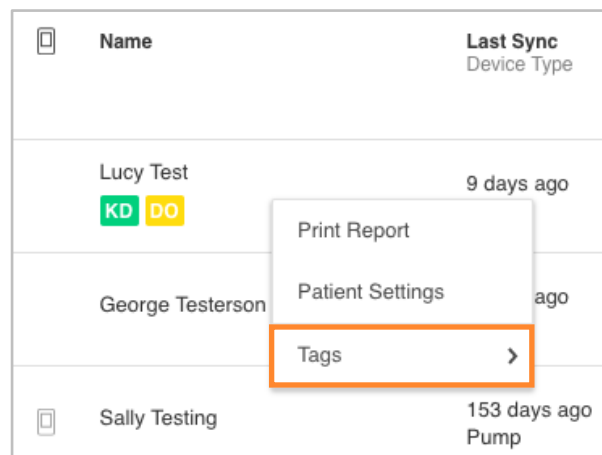 Name
Last Sync
Device Type
Lucy Test
KD DO
9 days ago
Print Report
Patient Settings
Tags
George Testerson
ago
Sally Testing
153 days ago
Pump